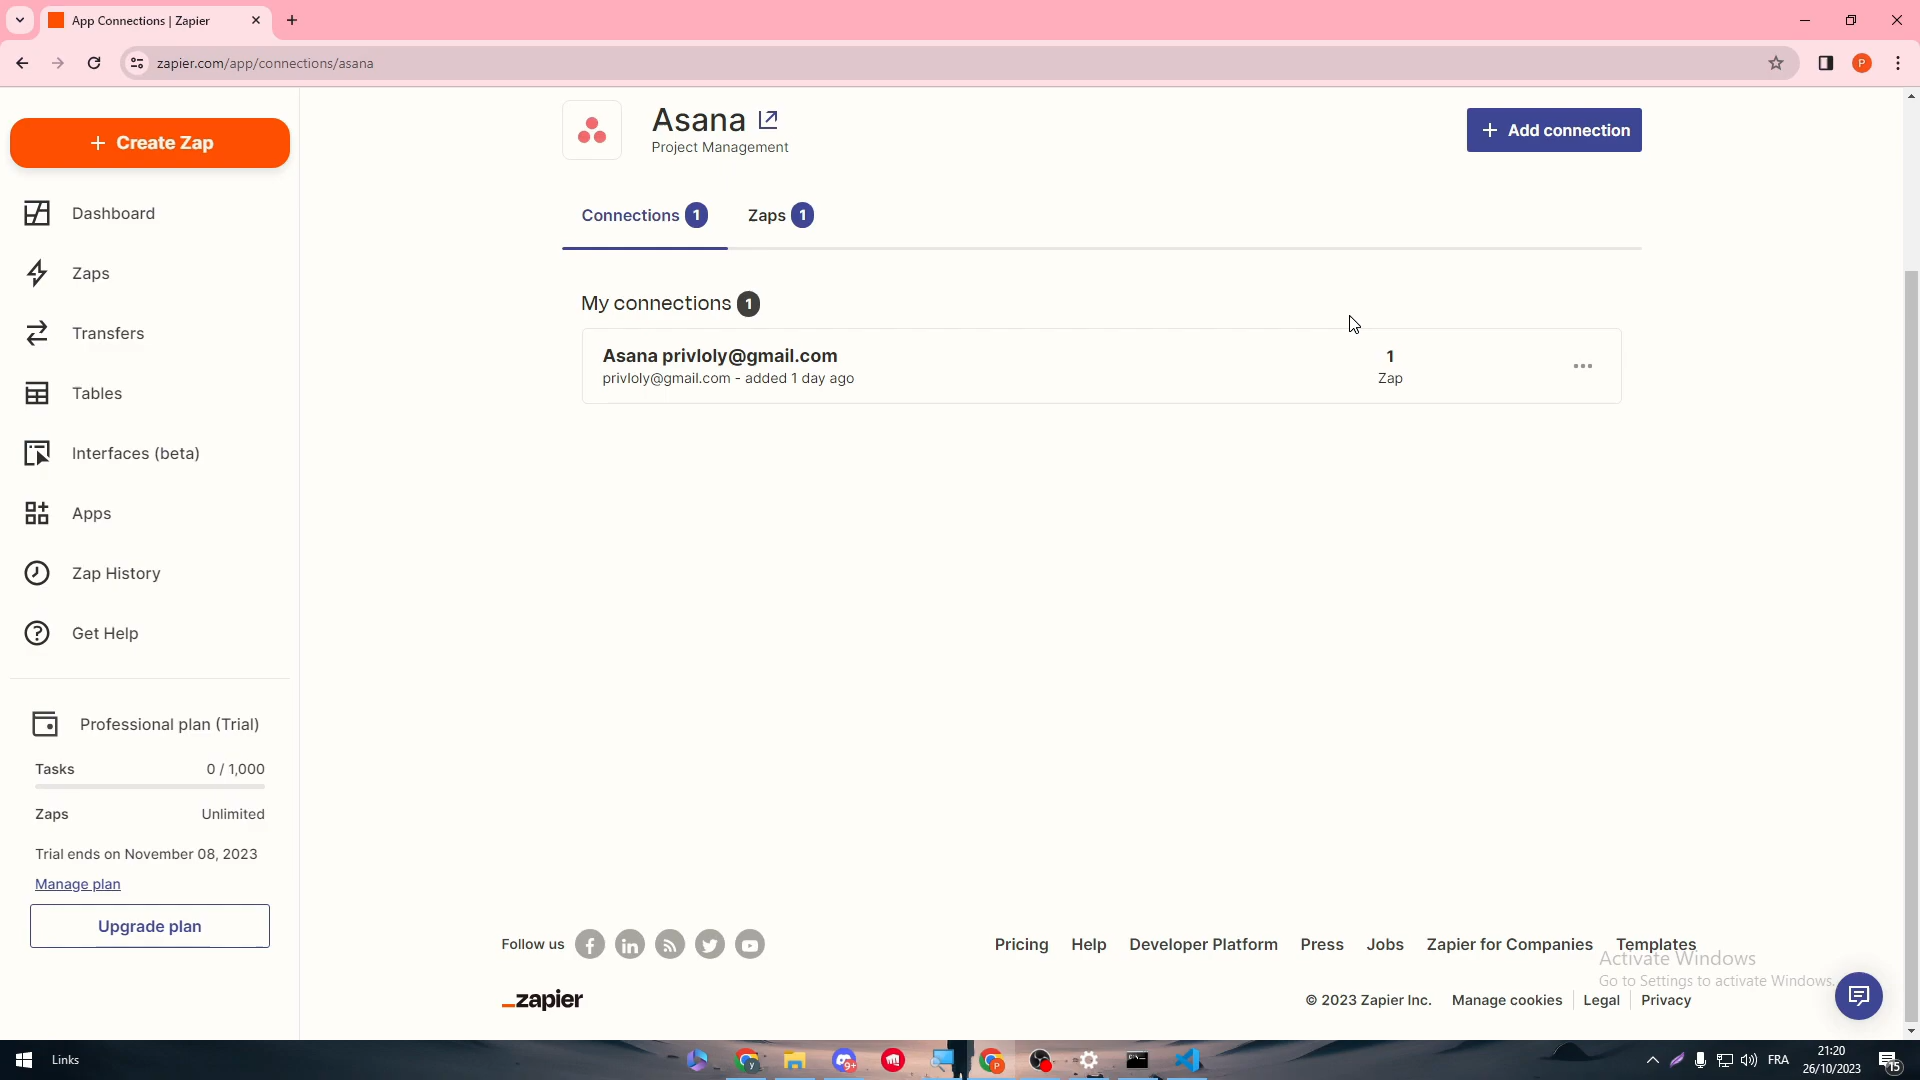 App Connections | Zapier
zapier.com/app/connections/asana
P
Create Zap
Dashboard
Zaps
Transfers
Tables
Interfaces (beta)
Apps
Zap History
Get Help
Professional plan (Trial)
Tasks 0 / 1,000
Zaps Unlimited
Trial ends on November 08, 2023
Manage plan
Upgrade plan
Asana
Project Management
+ Add connection
Connections 1 Zaps 1
My connections 1
Asana privloly@gmail.com
privloly@gmail.com - added 1 day ago
1
Zap
Follow us
Pricing Help Developer Platform Press Jobs Zapier for Companies Templates
Activate Windows
Go to Settings to activate Windows.
zapier
© 2023 Zapier Inc. Manage cookies Legal Privacy
Links
FRA
21:20
26/10/2023
15